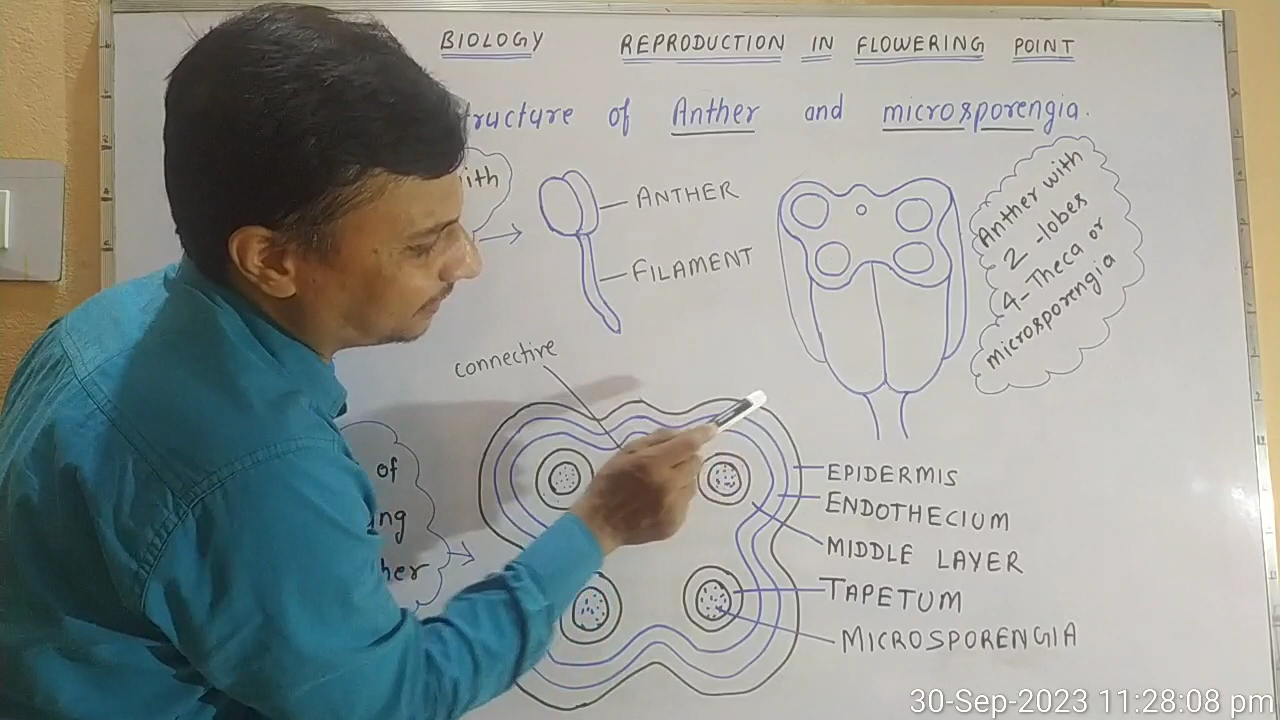 BIOLOGY REPRODUCTION IN FLOWERING POINT
tructure of Anther and microsporengia.
ith
ANTHER
FILAMENT
Anther with
2 -lobes
4- Theca or
microsporengia
connective
of
ng
her
EPIDERMIS
ENDOTHECIUM
MIDDLE LAYER
TAPETUM
MICROSPORENGIA
30-Sep-2023 11:28:08 pm